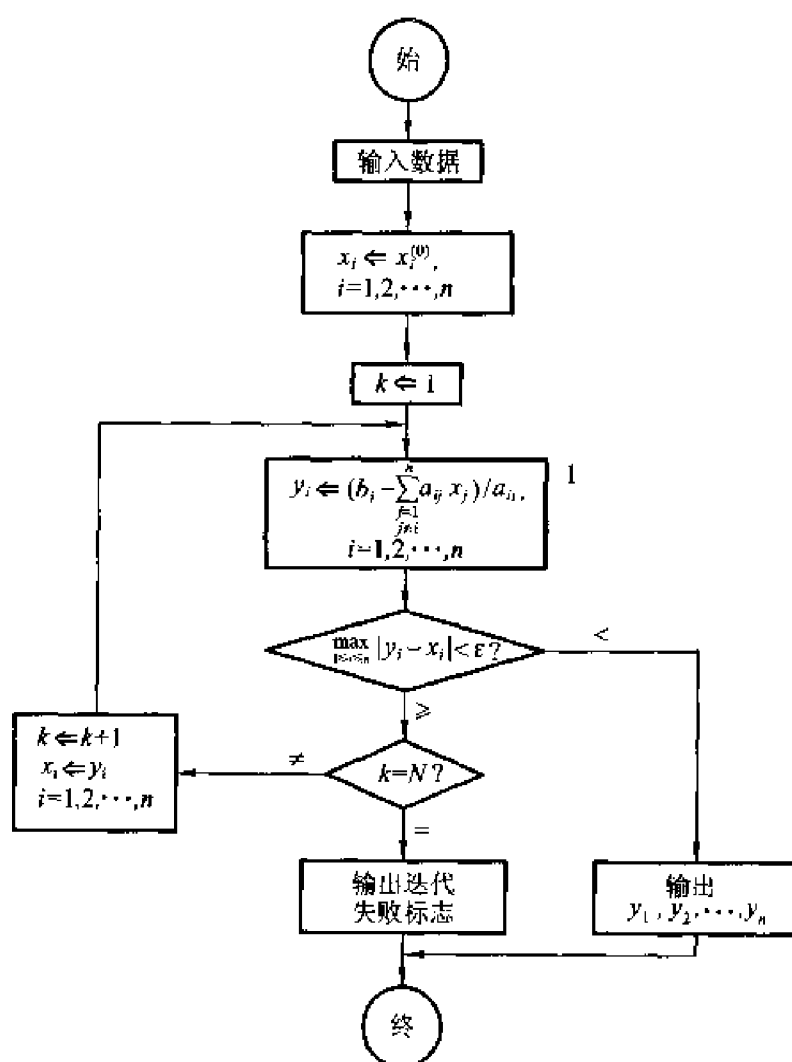 始
输入数据
x_i ⇐ x_i^(0),
i=1,2,···,n
k ⇐ 1
y_i ⇐ (b_i − ∑_{j=1, j≠i}^n a_ij x_j)/a_ii,
i=1,2,···,n
1
max_{1≤i≤n} |y_i − x_i| < ε?
<
⩾
k⇐k+1
x_i⇐y_i
i=1,2,···,n
≠
k=N?
=
输出迭代
失败标志
输出
y_1, y_2, ···, y_n
终